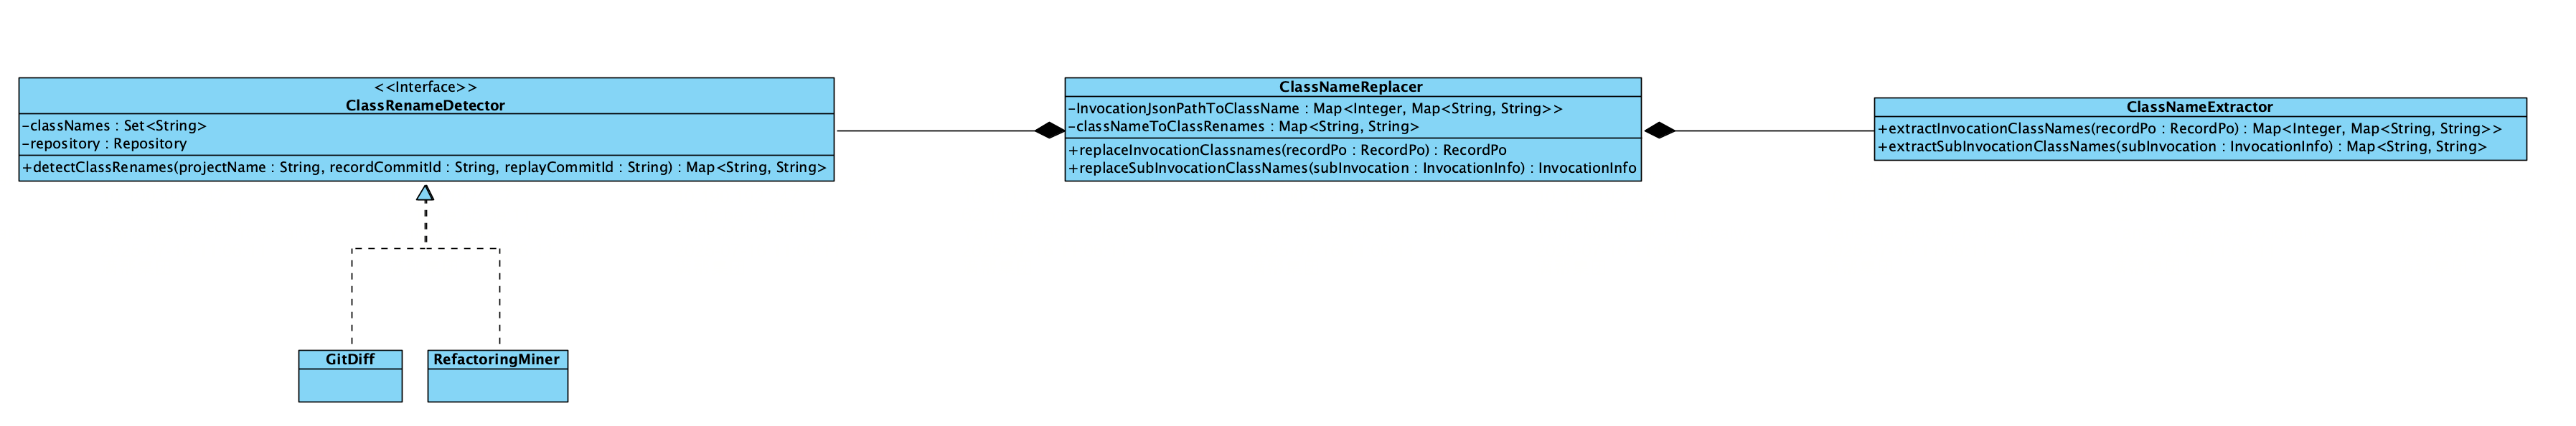 <<Interface>>
ClassRenameDetector
-classNames : Set<String>
-repository : Repository
+detectClassRenames(projectName : String, recordCommitId : String, replayCommitId : String) : Map<String, String>
GitDiff
RefactoringMiner
ClassNameReplacer
-InvocationJsonPathToClassName : Map<Integer, Map<String, String>>
-classNameToClassRenames : Map<String, String>
+replaceInvocationClassnames(recordPo : RecordPo) : RecordPo
+replaceSubInvocationClassNames(subInvocation : InvocationInfo) : InvocationInfo
ClassNameExtractor
+extractInvocationClassNames(recordPo : RecordPo) : Map<Integer, Map<String, String>>
+extractSubInvocationClassNames(subInvocation : InvocationInfo) : Map<String, String>